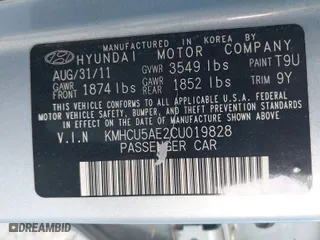 MANUFACTURED IN KOREA BY
HYUNDAI MOTOR COMPANY
AUG/31/11 GVWR 3549 lbs PAINT T9U
GAWR FRT 1874 lbs GAWR RR 1852 lbs TRIM 9Y
THIS VEHICLE CONFORMS TO ALL APPLICABLE
FEDERAL MOTOR VEHICLE SAFETY, BUMPER,
AND THEFT PREVENTION STANDARDS
IN EFFECT ON THE DATE OF MANUFACTURE SHOWN ABOVE.
V.I.N KMHCU5AE2CU019828
PASSENGER CAR
DREAMBID